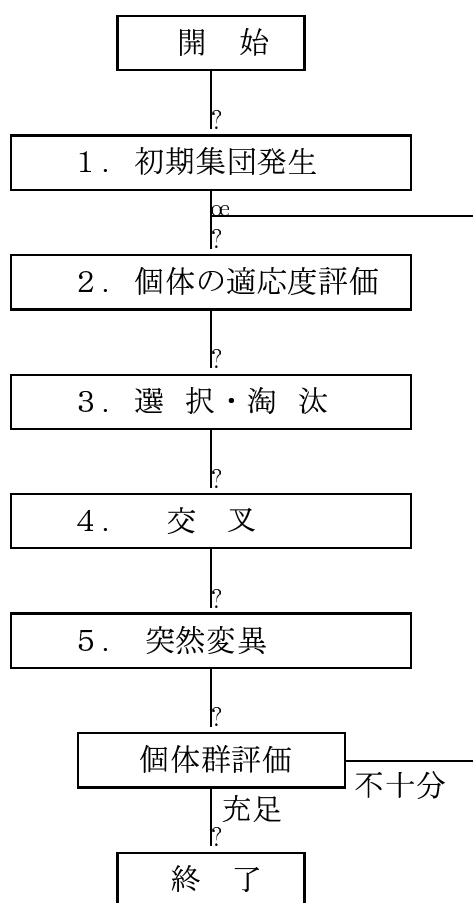 開 始
?
1. 初期集団発生
œ
?
2. 個体の適応度評価
?
3. 選 択・淘 汰
?
4. 交 叉
?
5. 突然変異
?
個体群評価
不十分
充足
?
終 了